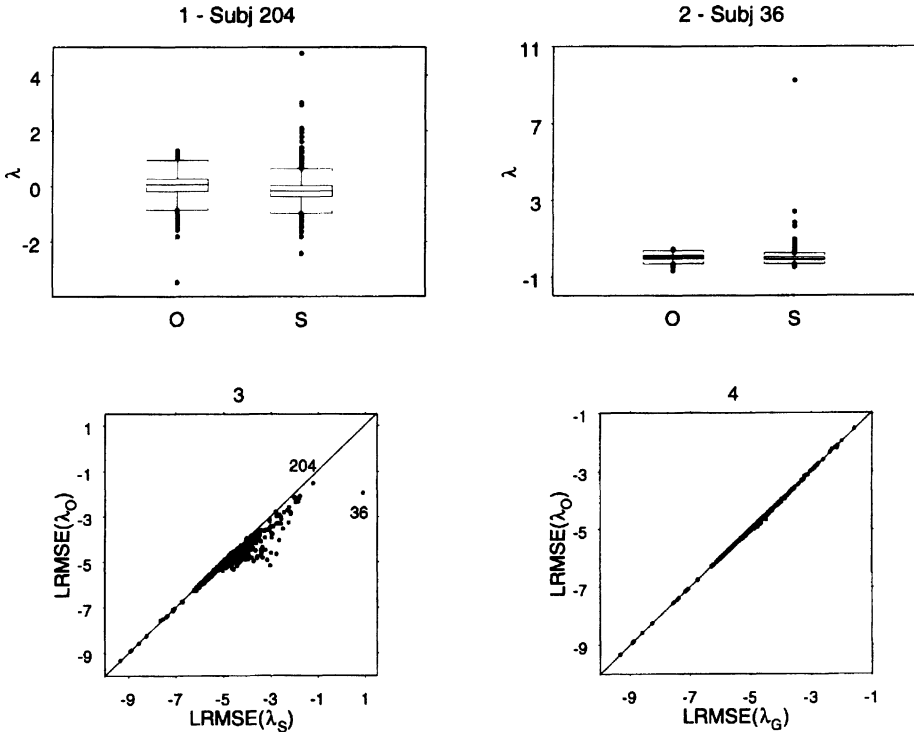 1 - Subj 204
4
2
0
-2
λ
O S
2 - Subj 36
11
7
3
-1
λ
O S
3
1
-1
-3
-5
-7
-9
LRMSE(λO)
204
36
-9 -7 -5 -3 -1 1
LRMSE(λS)
4
-1
-3
-5
-7
-9
LRMSE(λO)
-9 -7 -5 -3 -1
LRMSE(λG)